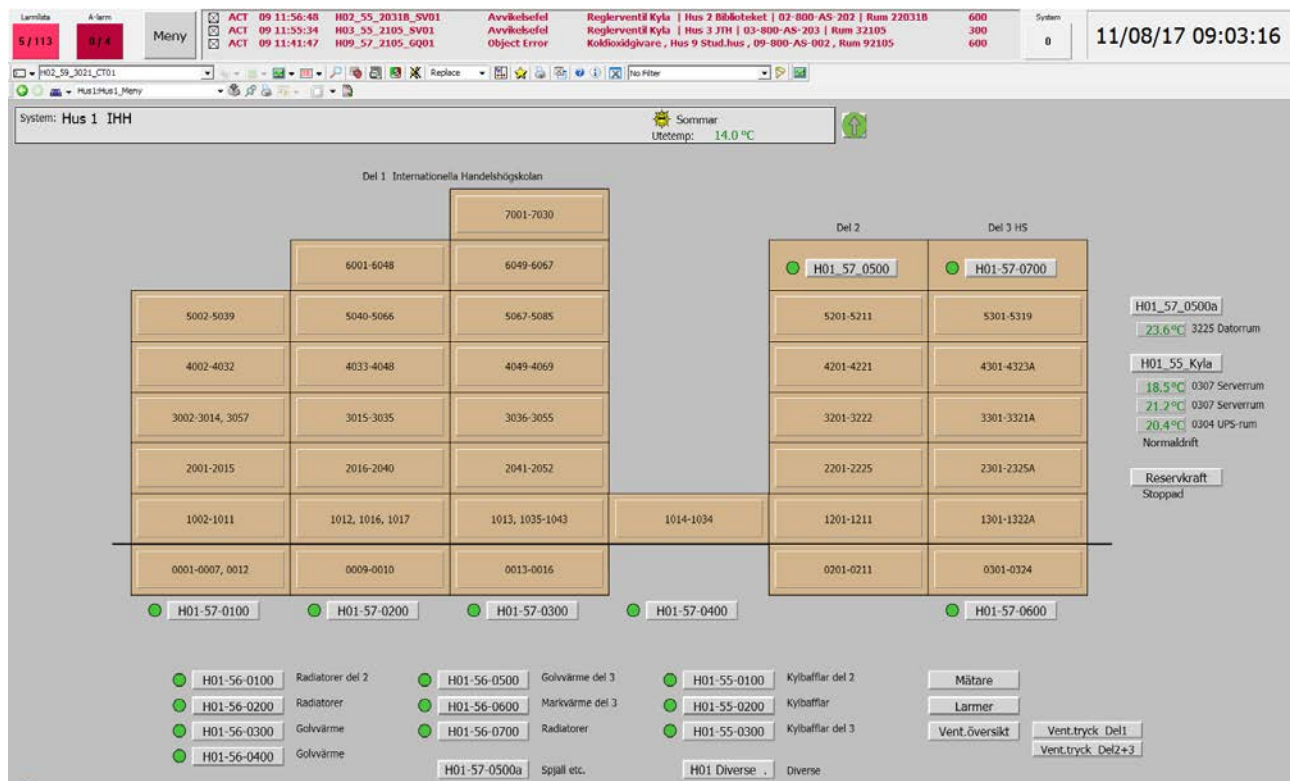 Larmlista A-larm
5 / 113 0 / 4 Meny
ACT 09 11:56:48 H02_55_2031B_SV01 Avvikelsefel Reglerventil Kyla | Hus 2 Biblioteket | 02-800-AS-202 | Rum 22031B 600
ACT 09 11:55:34 H03_55_2105_SV01 Avvikelsefel Reglerventil Kyla | Hus 3 JTH | 03-800-AS-203 | Rum 32105 300
ACT 09 11:41:47 H09_57_2105_GQ01 Object Error Koldioxidgivare , Hus 9 Stud.hus , 09-800-AS-002 , Rum 92105 600
System
0
11/08/17 09:03:16
H02_59_3021_CT01 Replace No Filter
Hus1:Hus1_Meny
System: Hus 1 IHH
Sommar
Utetemp: 14.0 °C
Del 1 Internationella Handelshögskolan
7001-7030
Del 2 Del 3 HS
6001-6048 6049-6067 H01_57_0500 H01-57-0700
5002-5039 5040-5066 5067-5085 5201-5211 5301-5319
4002-4032 4033-4048 4049-4069 4201-4221 4301-4323A
3002-3014, 3057 3015-3035 3036-3055 3201-3222 3301-3321A
2001-2015 2016-2040 2041-2052 2201-2225 2301-2325A
1002-1011 1012, 1016, 1017 1013, 1035-1043 1014-1034 1201-1211 1301-1322A
0001-0007, 0012 0009-0010 0013-0016 0201-0211 0301-0324
H01-57-0100 H01-57-0200 H01-57-0300 H01-57-0400 H01-57-0600
H01_57_0500a
23.6°C 3225 Datorrum
H01_55_Kyla
18.5°C 0307 Serverrum
21.2°C 0307 Serverrum
20.4°C 0304 UPS-rum
Normaldrift
Reservkraft
Stoppad
H01-56-0100 Radiatorer del 2 H01-56-0500 Golvvärme del 3 H01-55-0100 Kylbafflar del 2 Mätare
H01-56-0200 Radiatorer H01-56-0600 Markvärme del 3 H01-55-0200 Kylbafflar Larmer
H01-56-0300 Golvvärme H01-56-0700 Radiatorer H01-55-0300 Kylbafflar del 3 Vent.översikt Vent.tryck Del1
H01-56-0400 Golvvärme Vent.tryck Del2+3
H01-57-0500a Spjäll etc. H01 Diverse . Diverse